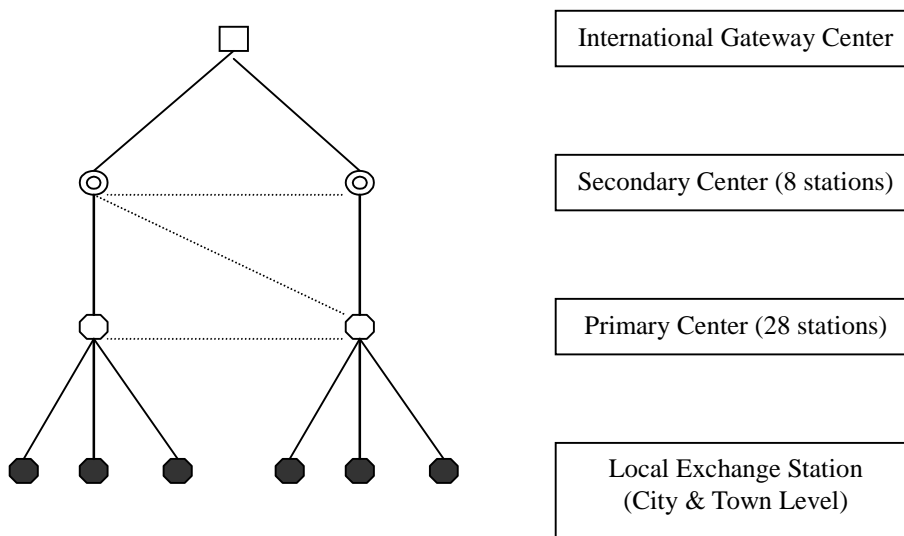 International Gateway Center
Secondary Center (8 stations)
Primary Center (28 stations)
Local Exchange Station
(City & Town Level)